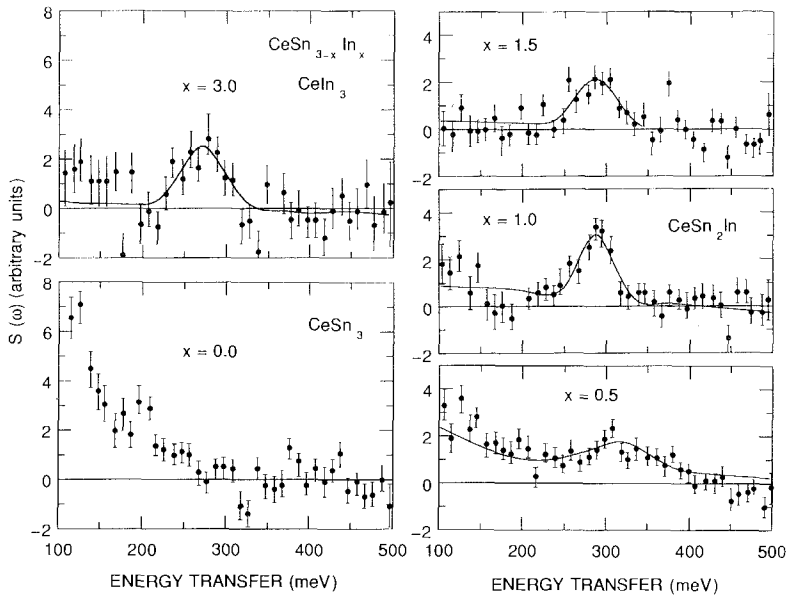 CeSn3-xInx
CeIn3
x = 3.0
8
6
4
2
0
-2
CeSn3
x = 0.0
8
6
4
2
0
-2
S (ω) (arbitrary units)
100 200 300 400 500
ENERGY TRANSFER (meV)
x = 1.5
4
2
0
-2
x = 1.0
CeSn2In
4
2
0
-2
x = 0.5
4
2
0
-2
100 200 300 400 500
ENERGY TRANSFER (meV)